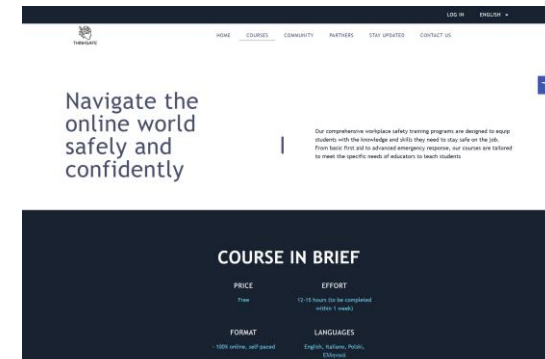 LOG IN ENGLISH
THINKSAFE
HOME COURSES COMMUNITY PARTNERS STAY UPDATED CONTACT US
Navigate the
online world
safely and
confidently
Our comprehensive workplace safety training programs are designed to equip
students with the knowledge and skills they need to stay safe on the job.
From basic first aid to advanced emergency response, our courses are tailored
to meet the specific needs of educators to teach students
COURSE IN BRIEF
PRICE EFFORT
Free 12-15 hours (to be completed
within 1 week)
FORMAT LANGUAGES
- 100% online, self-paced English, Italiano, Polski,
Ελληνικά